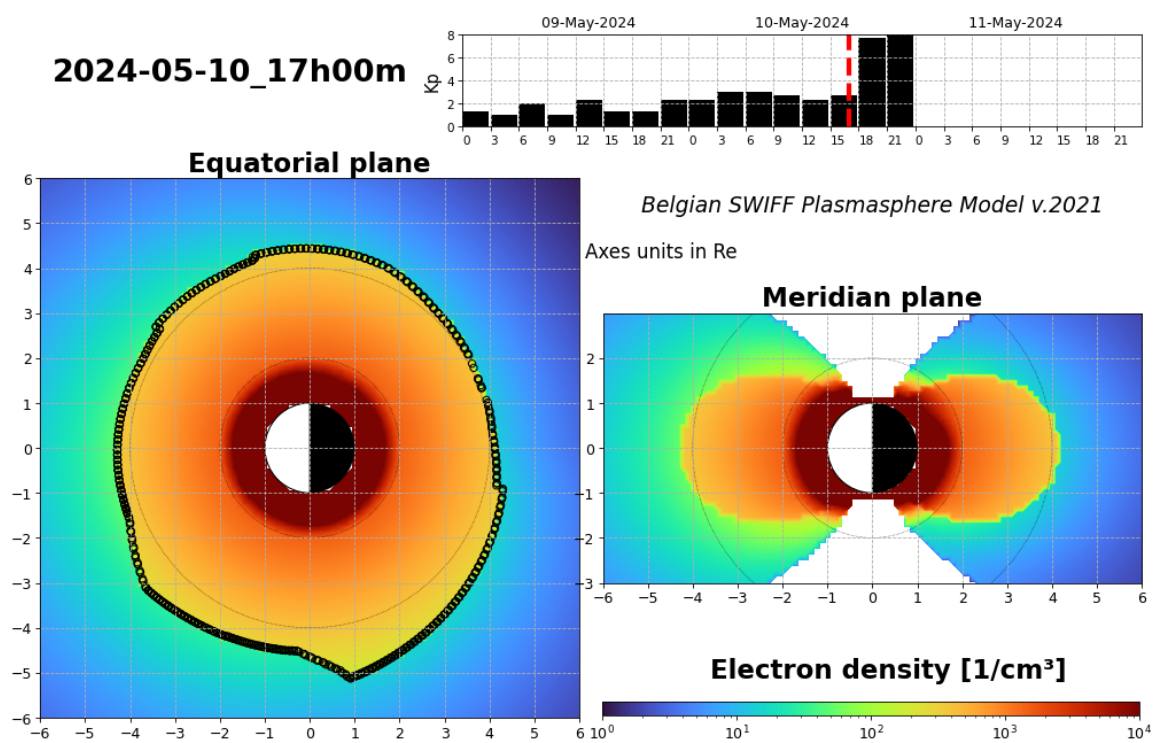 09-May-2024 10-May-2024 11-May-2024
2024-05-10_17h00m
Kp
8
6
4
2
0
0 3 6 9 12 15 18 21 0 3 6 9 12 15 18 21 0 3 6 9 12 15 18 21
Equatorial plane
6
5
4
3
2
1
0
−1
−2
−3
−4
−5
−6
−6 −5 −4 −3 −2 −1 0 1 2 3 4 5 6
Belgian SWIFF Plasmasphere Model v.2021
Axes units in Re
Meridian plane
2
1
0
−1
−2
−3
−6 −5 −4 −3 −2 −1 0 1 2 3 4 5 6
Electron density [1/cm³]
10⁰ 10¹ 10² 10³ 10⁴